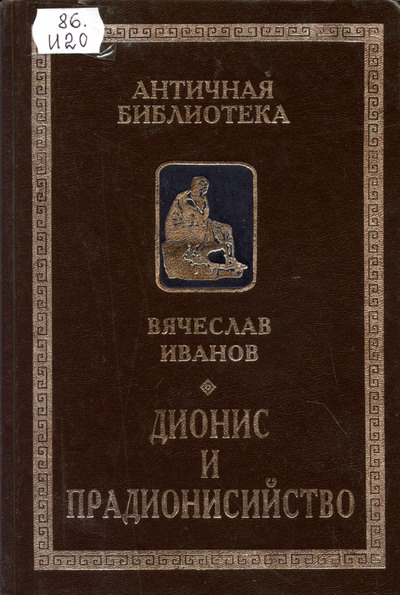 86.
И20
АНТИЧНАЯ
БИБЛИОТЕКА
ВЯЧЕСЛАВ
ИВАНОВ
ДИОНИС
И
ПРАДИОНИСИЙСТВО